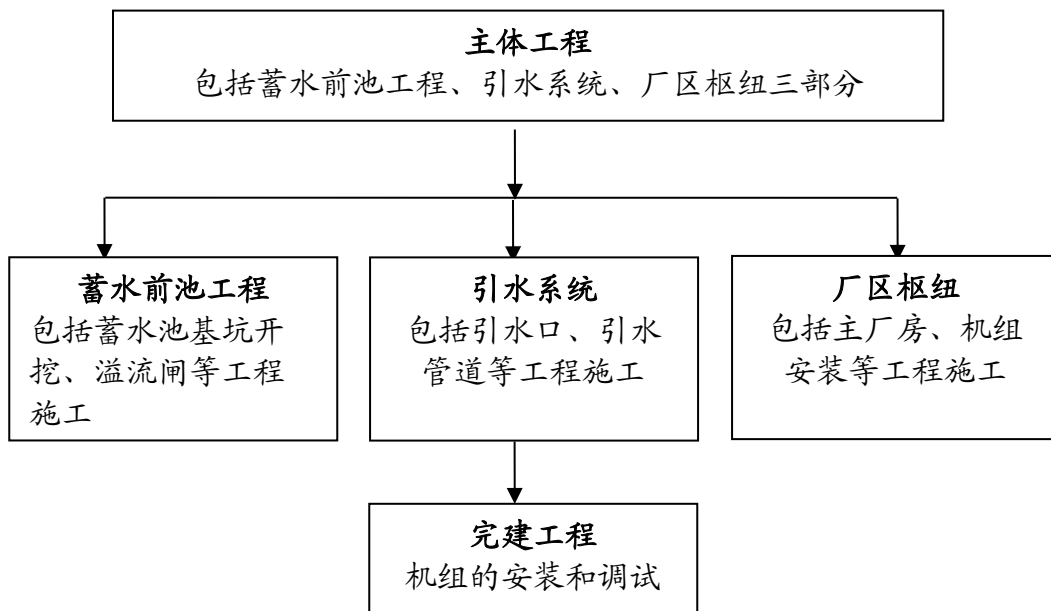 主体工程
包括蓄水前池工程、引水系统、厂区枢纽三部分
蓄水前池工程
包括蓄水池基坑开
挖、溢流闸等工程
施工
引水系统
包括引水口、引水
管道等工程施工
厂区枢纽
包括主厂房、机组
安装等工程施工
完建工程
机组的安装和调试